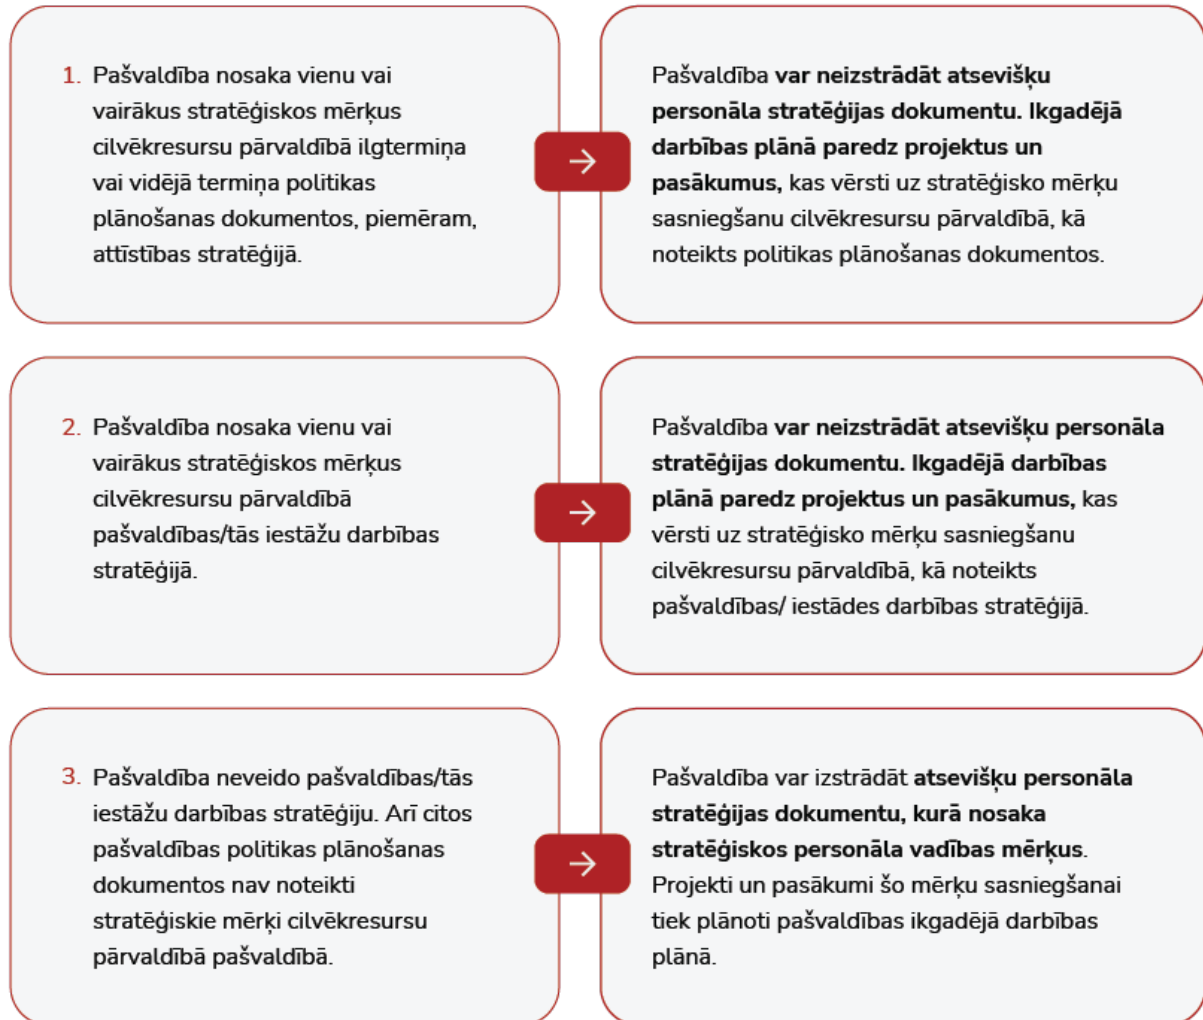 1. Pašvaldība nosaka vienu vai
vairākus stratēģiskos mērķus
cilvēkresursu pārvaldībā ilgtermiņa
vai vidējā termiņa politikas
plānošanas dokumentos, piemēram,
attīstības stratēģijā.
Pašvaldība var neizstrādāt atsevišķu
personāla stratēģijas dokumentu. Ikgadējā
darbības plānā paredz projektus un
pasākumus, kas vērsti uz stratēģisko mērķu
sasniegšanu cilvēkresursu pārvaldībā, kā
noteikts politikas plānošanas dokumentos.
2. Pašvaldība nosaka vienu vai
vairākus stratēģiskos mērķus
cilvēkresursu pārvaldībā
pašvaldības/tās iestāžu darbības
stratēģijā.
Pašvaldība var neizstrādāt atsevišķu personāla
stratēģijas dokumentu. Ikgadējā darbības
plānā paredz projektus un pasākumus, kas
vērsti uz stratēģisko mērķu sasniegšanu
cilvēkresursu pārvaldībā, kā noteikts
pašvaldības/ iestādes darbības stratēģijā.
3. Pašvaldība neveido pašvaldības/tās
iestāžu darbības stratēģiju. Arī citos
pašvaldības politikas plānošanas
dokumentos nav noteikti
stratēģiskie mērķi cilvēkresursu
pārvaldībā pašvaldībā.
Pašvaldība var izstrādāt atsevišķu personāla
stratēģijas dokumentu, kurā nosaka
stratēģiskos personāla vadības mērķus.
Projekti un pasākumi šo mērķu sasniegšanai
tiek plānoti pašvaldības ikgadējā darbības
plānā.